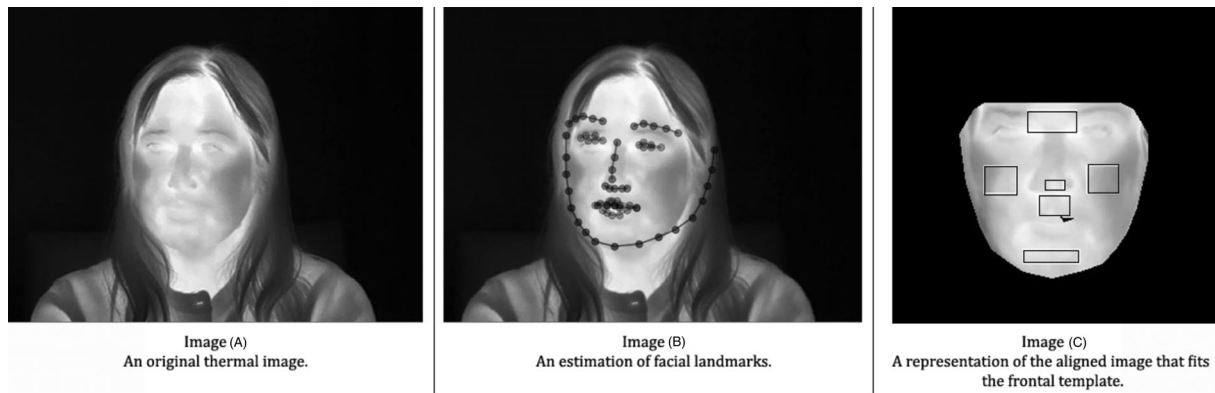 Image (A)
An original thermal image.
Image (B)
An estimation of facial landmarks.
Image (C)
A representation of the aligned image that fits
the frontal template.